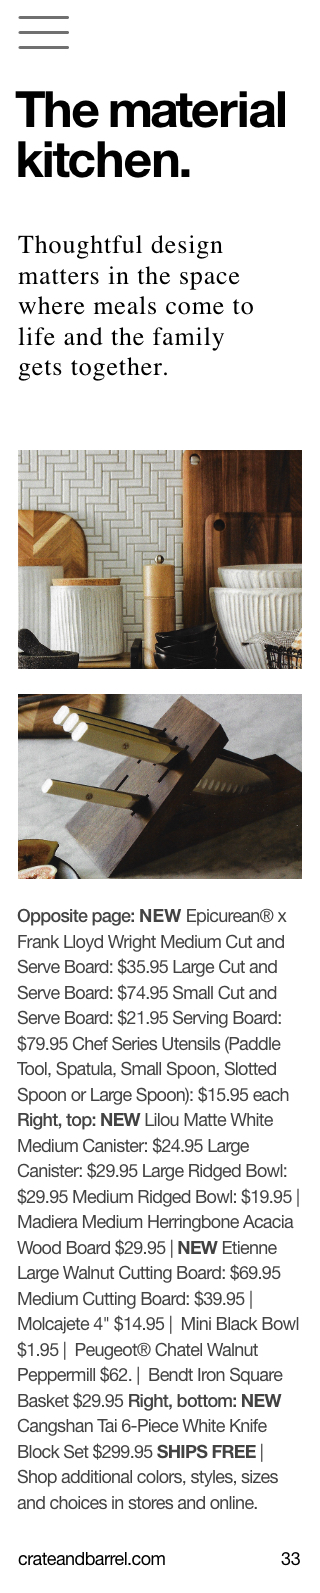 The material
kitchen.
Thoughtful design
matters in the space
where meals come to
life and the family
gets together.
Opposite page: NEW Epicurean® x
Frank Lloyd Wright Medium Cut and
Serve Board: $35.95 Large Cut and
Serve Board: $74.95 Small Cut and
Serve Board: $21.95 Serving Board:
$79.95 Chef Series Utensils (Paddle
Tool, Spatula, Small Spoon, Slotted
Spoon or Large Spoon): $15.95 each
Right, top: NEW Lilou Matte White
Medium Canister: $24.95 Large
Canister: $29.95 Large Ridged Bowl:
$29.95 Medium Ridged Bowl: $19.95 |
Madiera Medium Herringbone Acacia
Wood Board $29.95 | NEW Etienne
Large Walnut Cutting Board: $69.95
Medium Cutting Board: $39.95 |
Molcajete 4" $14.95 | Mini Black Bowl
$1.95 | Peugeot® Chatel Walnut
Peppermill $62. | Bendt Iron Square
Basket $29.95 Right, bottom: NEW
Cangshan Tai 6-Piece White Knife
Block Set $299.95 SHIPS FREE |
Shop additional colors, styles, sizes
and choices in stores and online.
crateandbarrel.com 33